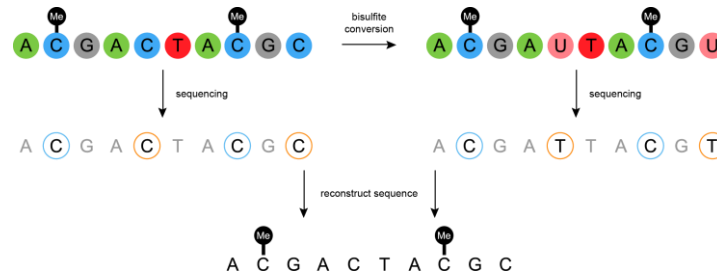 Me Me bisulfite conversion Me Me
A C G A C T A C G C
A C G A U T A C G U
sequencing sequencing
A C G A C T A C G C
A C G A T T A C G T
reconstruct sequence
Me Me
A C G A C T A C G C